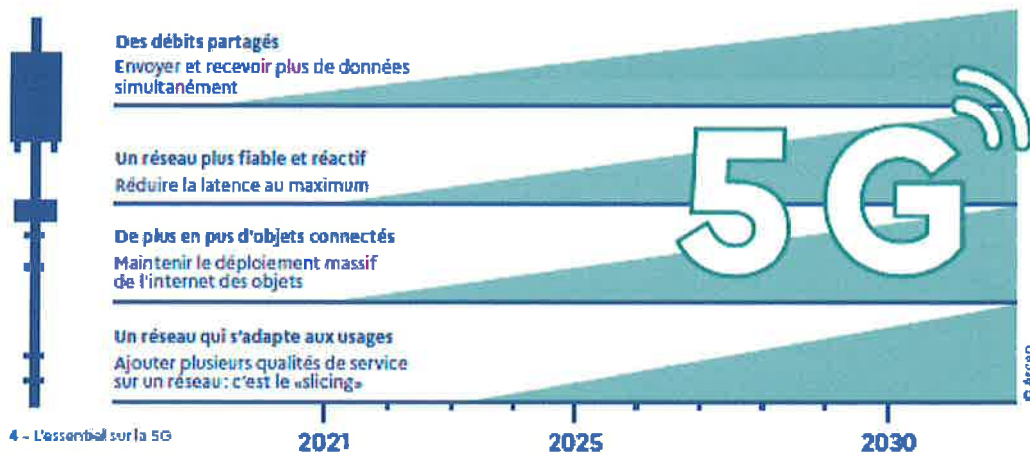 Des débits partagés
Envoyer et recevoir plus de données
simultanément
Un réseau plus fiable et réactif
Réduire la latence au maximum
De plus en pus d'objets connectés
Maintenir le déploiement massif
de l'internet des objets
Un réseau qui s'adapte aux usages
Ajouter plusieurs qualités de service
sur un réseau : c'est le «slicing»
5G
© Arcep
2021 2025 2030
4 - L'essentiel sur la 5G